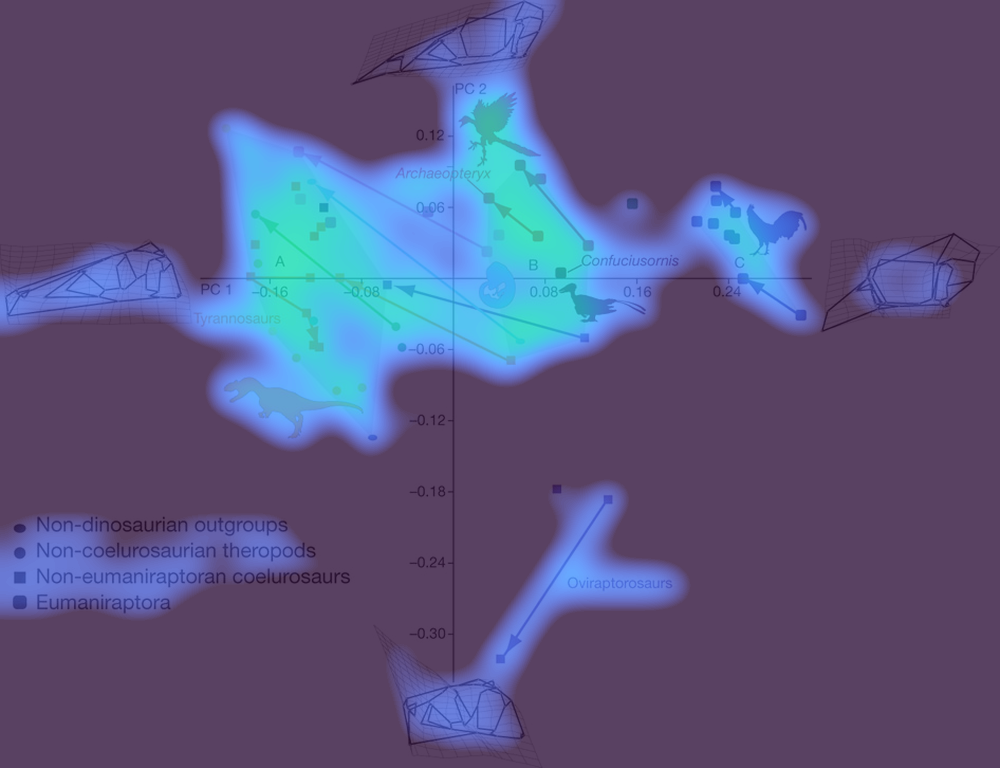 PC 2
0.12
Archaeopteryx
0.06
A
B
Confuciusornis
C
PC 1
−0.16
−0.08
0.08
0.16
0.24
Tyrannosaurs
−0.06
−0.12
−0.18
Non-dinosaurian outgroups
Non-coelurosaurian theropods
−0.24
Non-eumaniraptoran coelurosaurs
Oviraptorosaurs
Eumaniraptora
−0.30